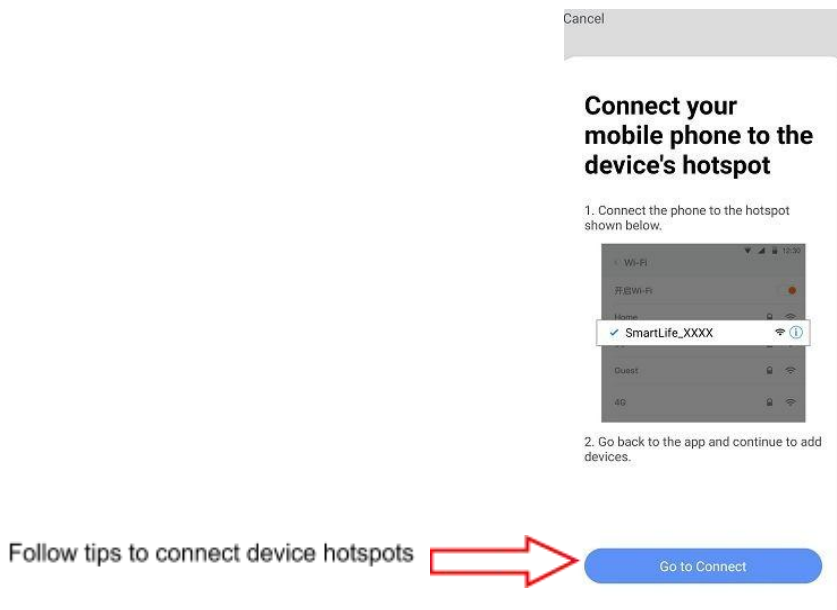 Cancel
Connect your
mobile phone to the
device's hotspot
1. Connect the phone to the hotspot
shown below.
12:30
Wi-Fi
开启Wi-Fi
Home
SmartLife_XXXX
Guest
4G
2. Go back to the app and continue to add
devices.
Follow tips to connect device hotspots
Go to Connect